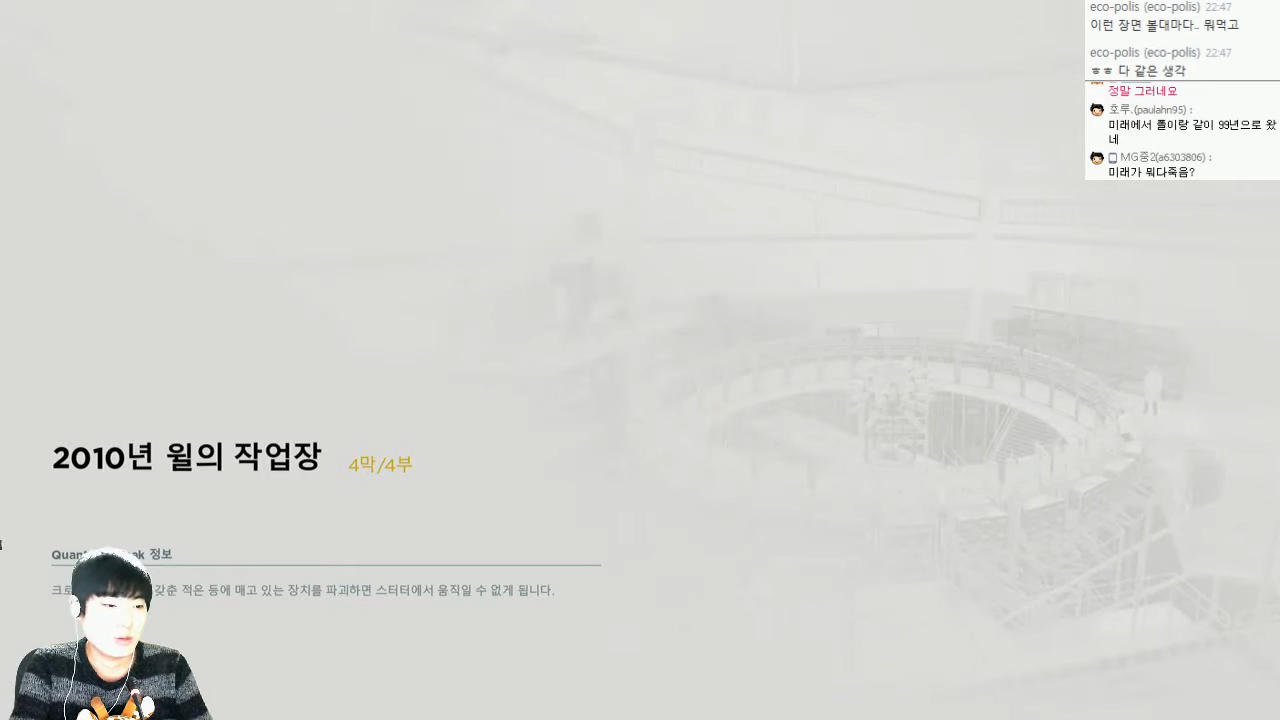 eco-polis (eco-polis) 22:47
이런 장면 볼대마다.. 뭐먹고
eco-polis (eco-polis) 22:47
ㅎㅎ 다 같은 생각
정말 그러네요
호루.(paulahn95) :
미래에서 폴이랑 같이 99년으로 왔
네
MG중2(a6303806) :
미래가 뭐다죽음?
2010년 윌의 작업장 4막/4부
정보
갖춘 적은 등에 매고 있는 장치를 파괴하면 스터터에서 움직일 수 없게 됩니다.